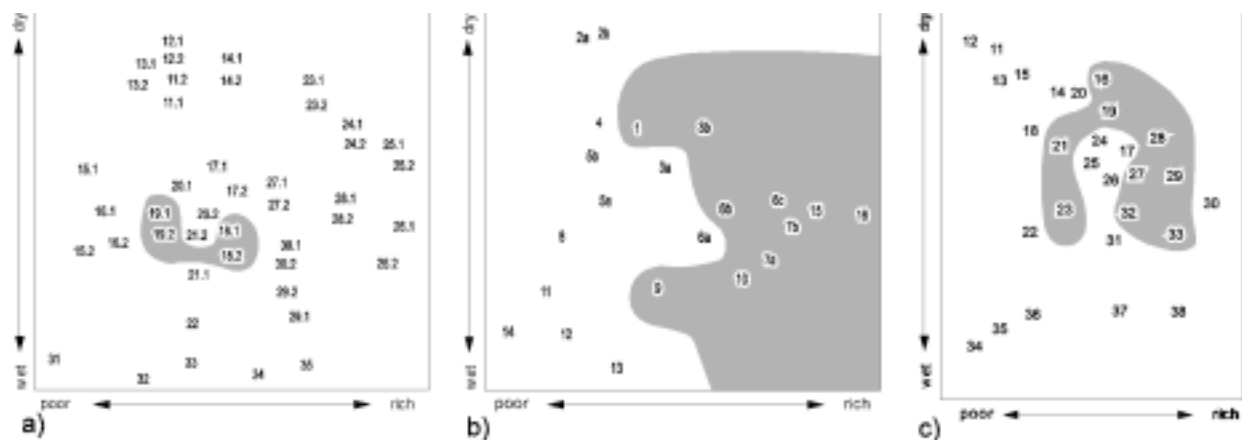 dry
12.1
13.1 12.2 14.1
13.2 11.2 14.2 23.1
11.1 23.2
24.1
24.2 25.1
15.1 17.1 25.2
20.1 17.2 27.1
16.1 19.1 20.2 27.2 28.1
28.2
15.2 16.2 19.2 21.2 18.1 30.1 26.1
18.2 30.2 26.2
21.1
29.2
22 29.1
31 33 35
32 34
wet
poor rich
a)
dry
2a 2b
4 1 3b
5b 3a
5a 6b 6c 15 16
8 6a 7b
7a
11 9 10
14 12
13
wet
poor rich
b)
dry
12 11
13 15 16
14 20
19
18 21 24 17 28
25 26 27 29
23 32 30
22 31 33
36 37 38
35
34
wet
poor rich
c)